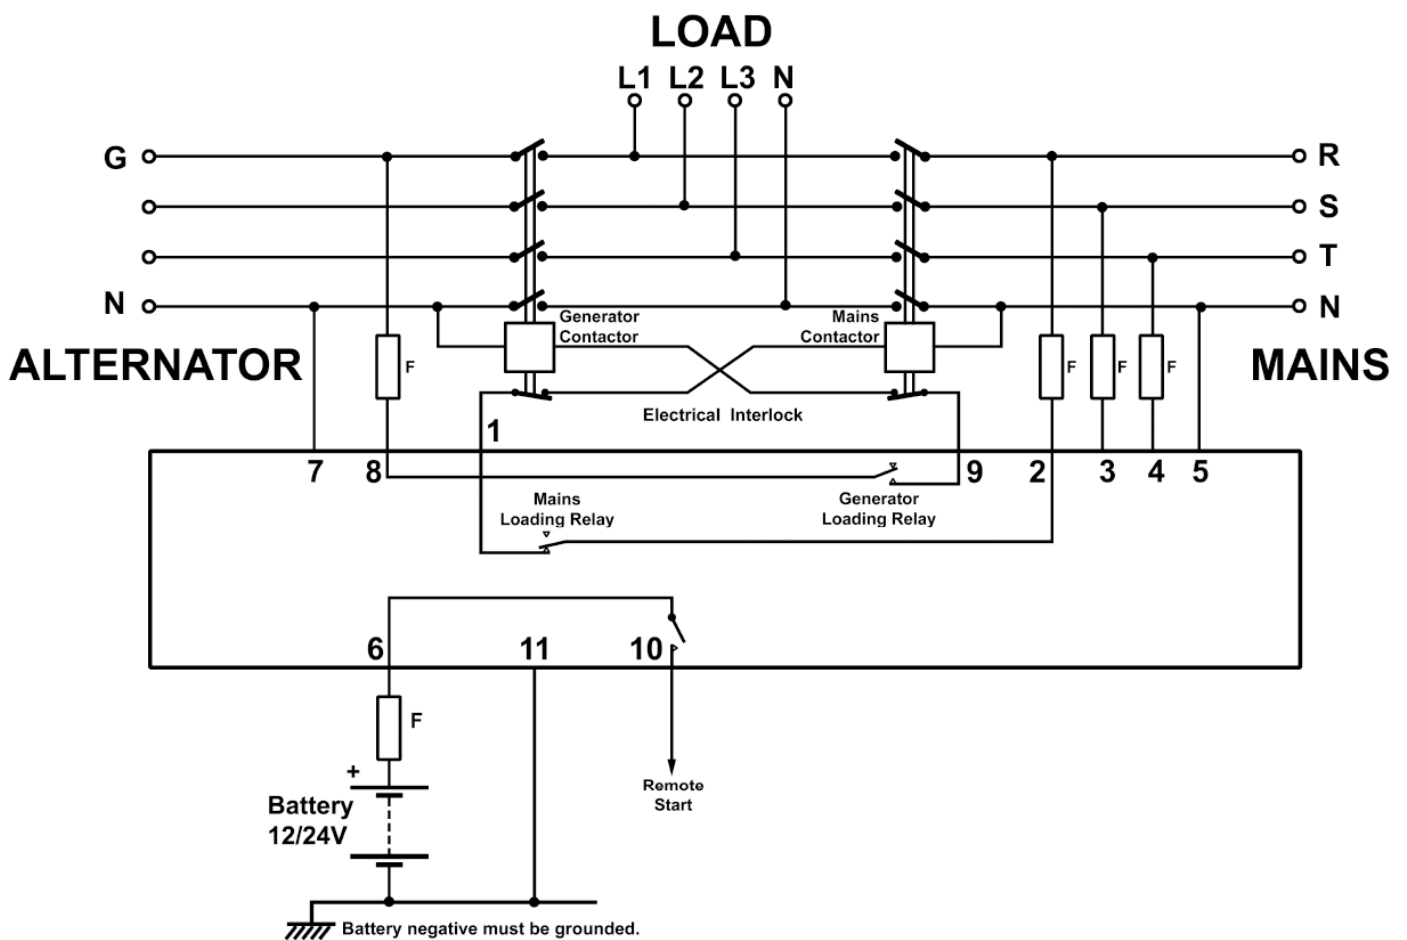 LOAD
L1 L2 L3 N
G
R
S
T
N
N
Generator
Contactor
Mains
Contactor
ALTERNATOR
MAINS
F
F
F
F
Electrical Interlock
1
7 8 9 2 3 4 5
Mains
Loading Relay
Generator
Loading Relay
6 11 10
F
+
Battery
12/24V
Remote
Start
Battery negative must be grounded.